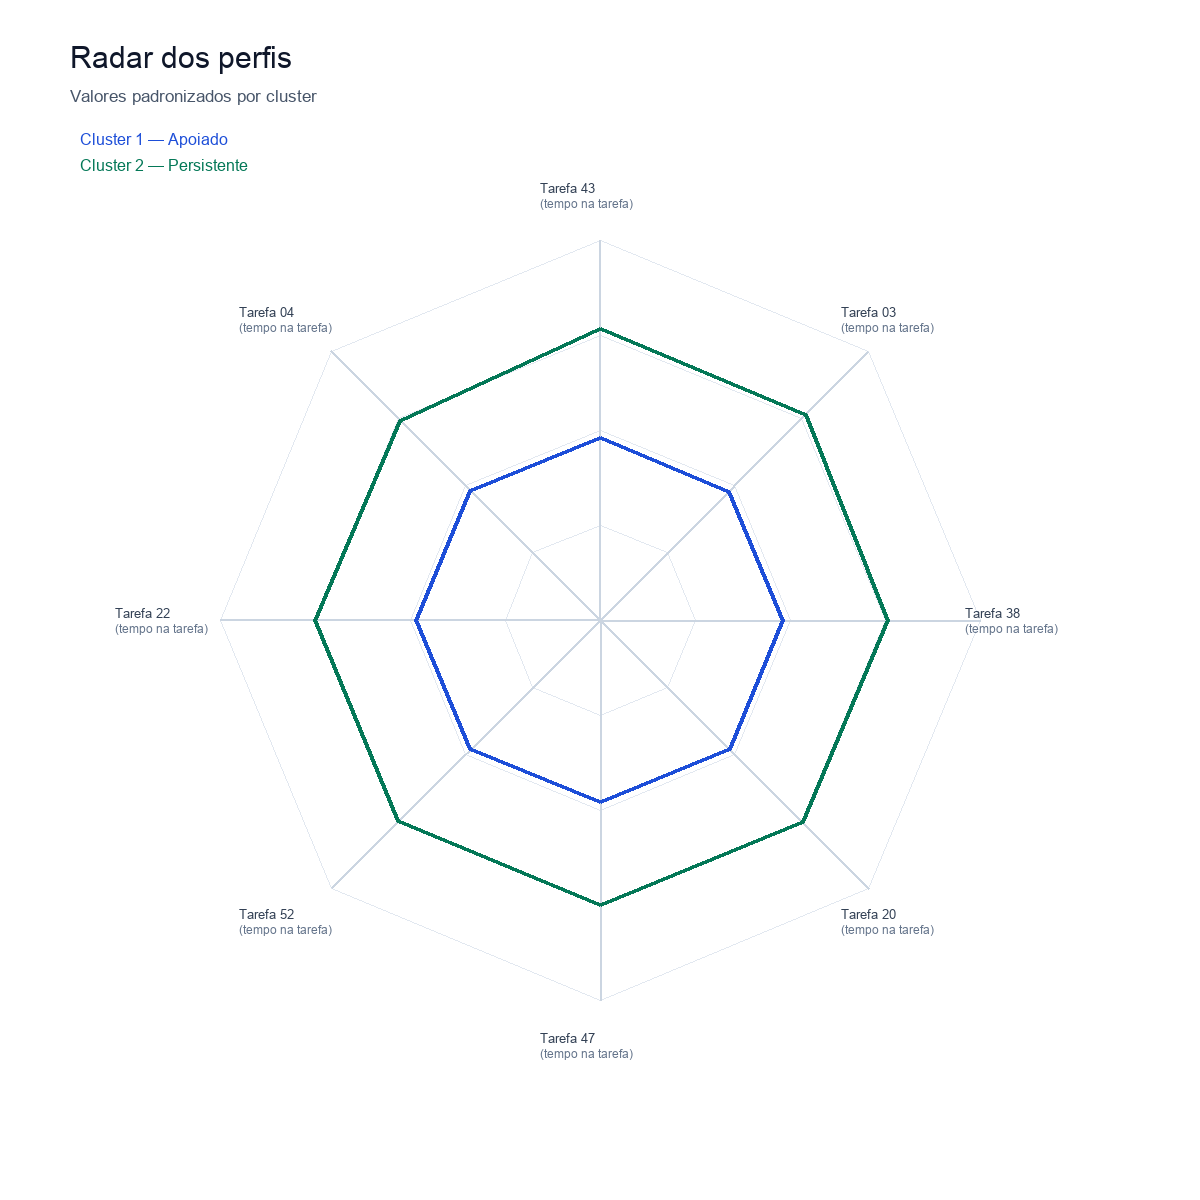 Radar dos perfis
Valores padronizados por cluster
Cluster 1 — Apoiado
Cluster 2 — Persistente
Tarefa 43
(tempo na tarefa)
Tarefa 04
(tempo na tarefa)
Tarefa 03
(tempo na tarefa)
Tarefa 22
(tempo na tarefa)
Tarefa 38
(tempo na tarefa)
Tarefa 52
(tempo na tarefa)
Tarefa 20
(tempo na tarefa)
Tarefa 47
(tempo na tarefa)